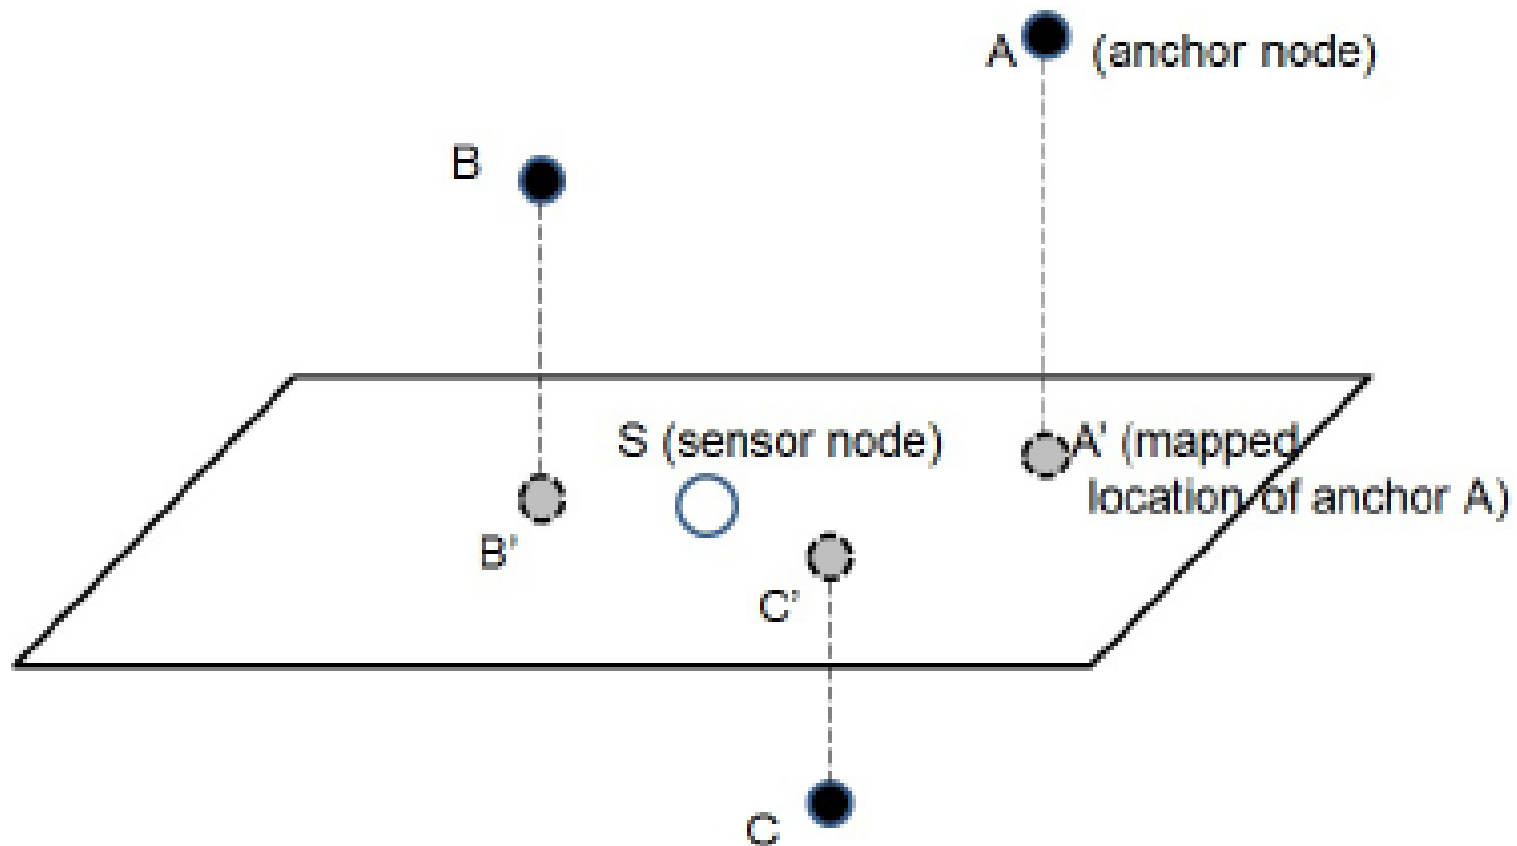 A (anchor node)
B
S (sensor node)
A' (mapped
location of anchor A)
B'
C'
C